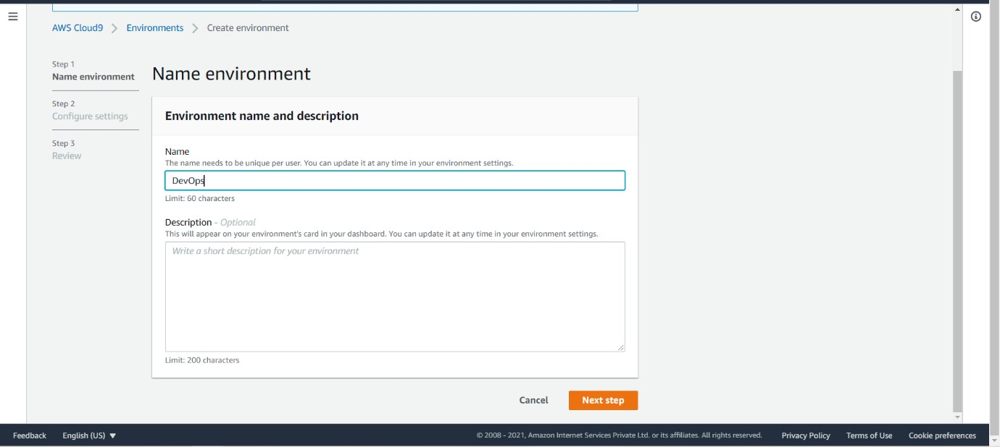 AWS Cloud9 > Environments > Create environment
Step 1
Name environment
Step 2
Configure settings
Step 3
Review
Name environment
Environment name and description
Name
The name needs to be unique per user. You can update it at any time in your environment settings.
DevOps
Limit: 60 characters
Description - Optional
This will appear on your environment's card in your dashboard. You can update it at any time in your environment settings.
Write a short description for your environment
Limit: 200 characters
Cancel
Next step
Feedback
English (US)
© 2008 - 2021, Amazon Internet Services Private Ltd. or its affiliates. All rights reserved.
Privacy Policy
Terms of Use
Cookie preferences